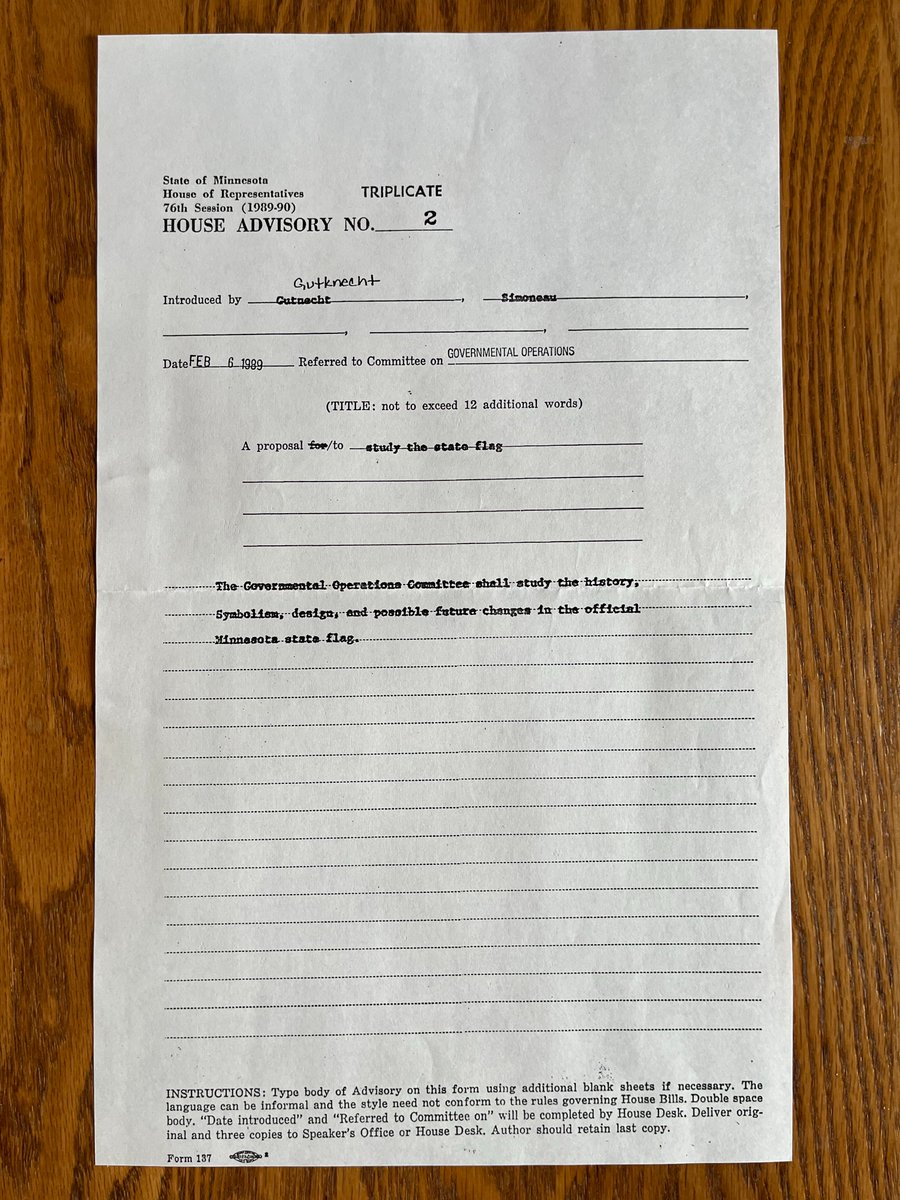 State of Minnesota
House of Representatives
76th Session (1989-90)
TRIPLICATE
HOUSE ADVISORY NO. 2
Gutknecht
Introduced by Gutnecht, Simoneau,
, ,
Date FEB 6 1989 Referred to Committee on GOVERNMENTAL OPERATIONS
(TITLE: not to exceed 12 additional words)
A proposal for/to study the state flag
The Governmental Operations Committee shall study the history,
Symbolism, design, and possible future changes in the official
Minnesota state flag.
INSTRUCTIONS: Type body of Advisory on this form using additional blank sheets if necessary. The
language can be informal and the style need not conform to the rules governing House Bills. Double space
body. "Date introduced" and "Referred to Committee on" will be completed by House Desk. Deliver orig-
inal and three copies to Speaker's Office or House Desk. Author should retain last copy.
Form 137